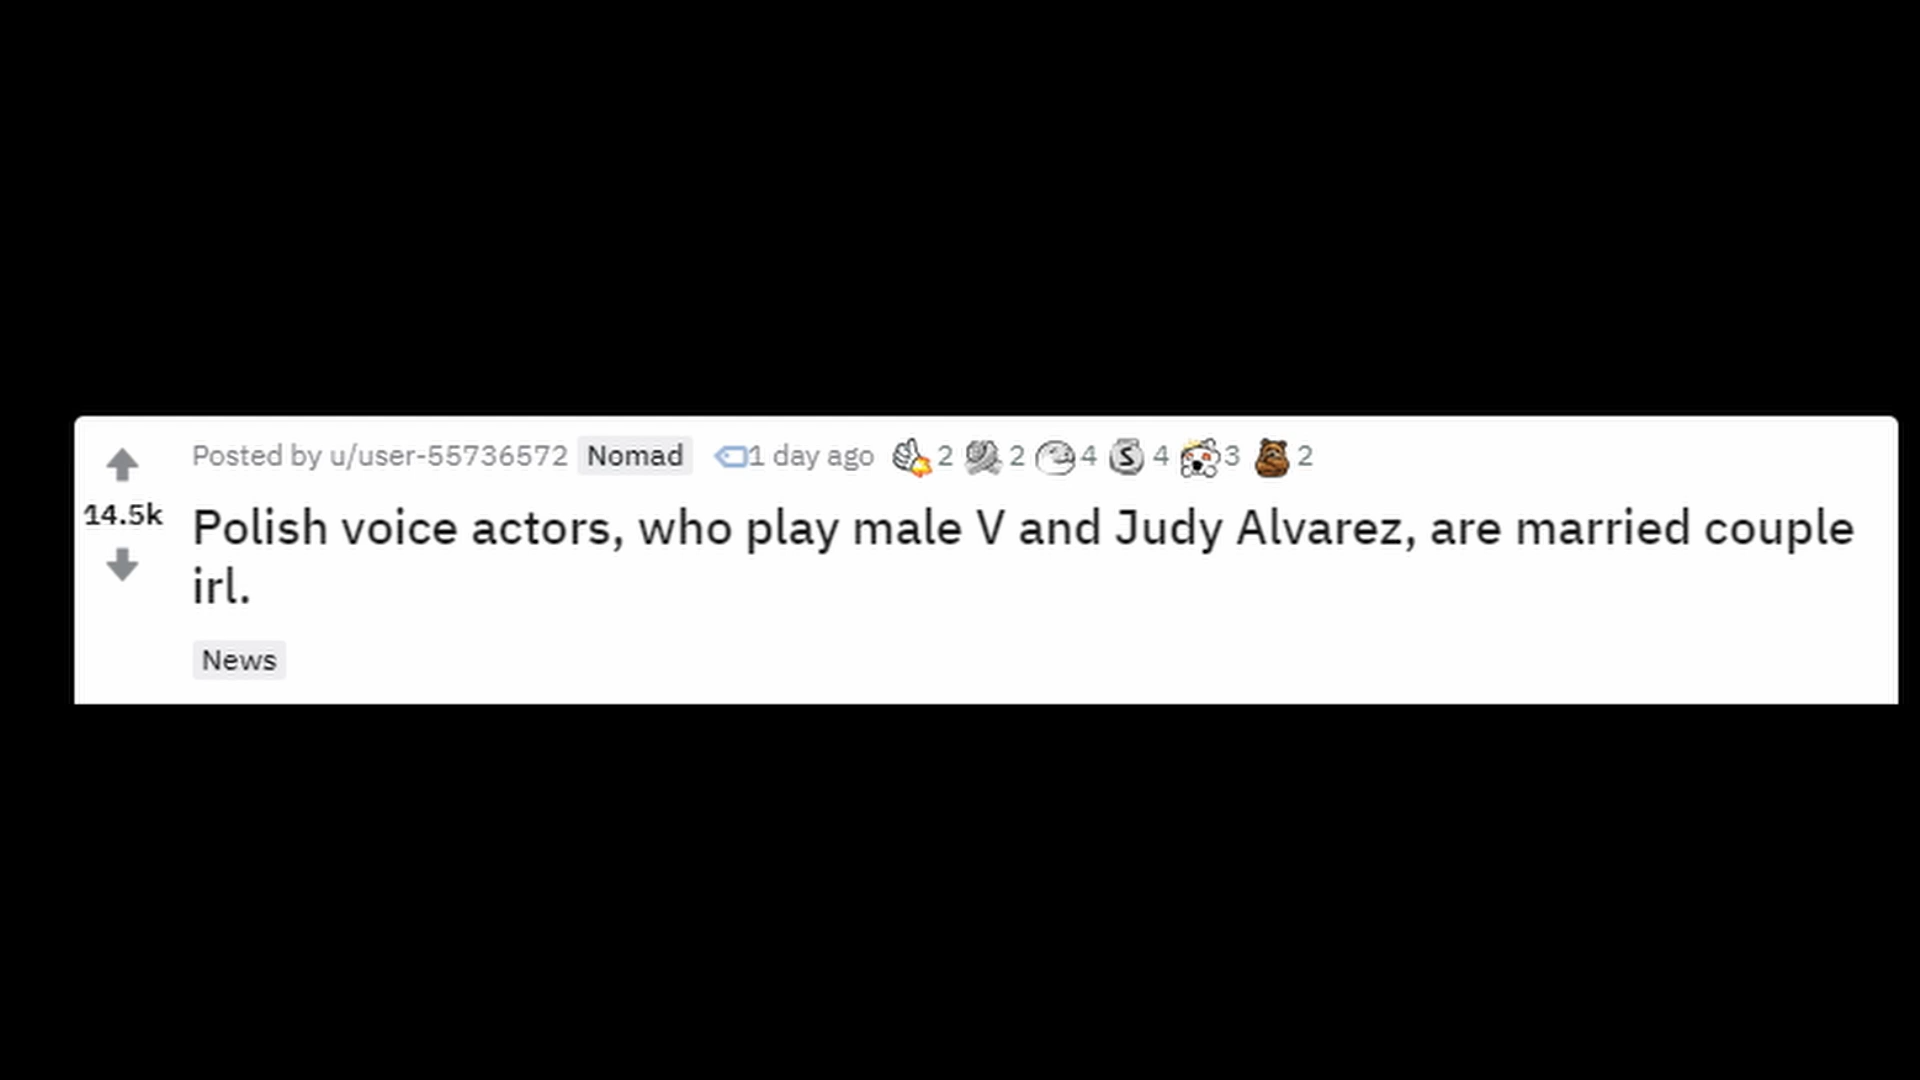 Posted by u/user-55736572 Nomad 1 day ago 2 2 4 S 4 3 2
14.5k
Polish voice actors, who play male V and Judy Alvarez, are married couple
irl.
News